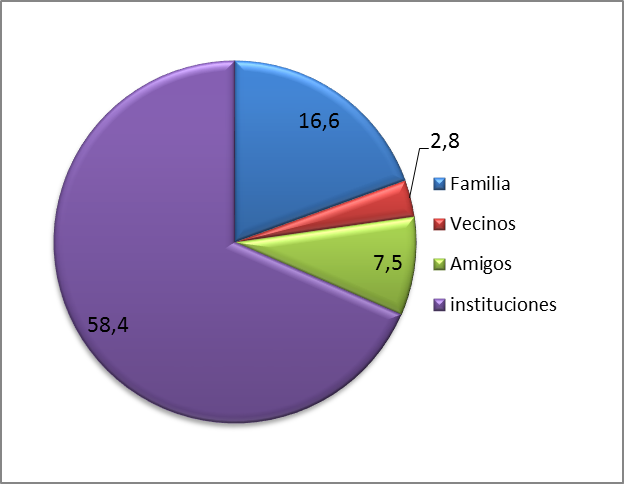 16,6
2,8
Familia
Vecinos
Amigos
7,5
instituciones
58,4